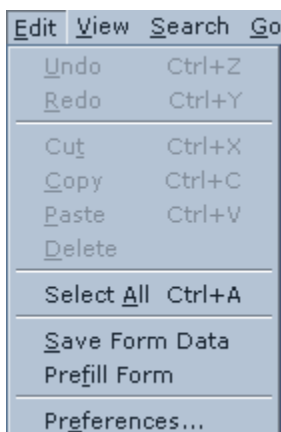 Edit View Search Go
Undo Ctrl+Z
Redo Ctrl+Y
Cut Ctrl+X
Copy Ctrl+C
Paste Ctrl+V
Delete
Select All Ctrl+A
Save Form Data
Prefill Form
Preferences...